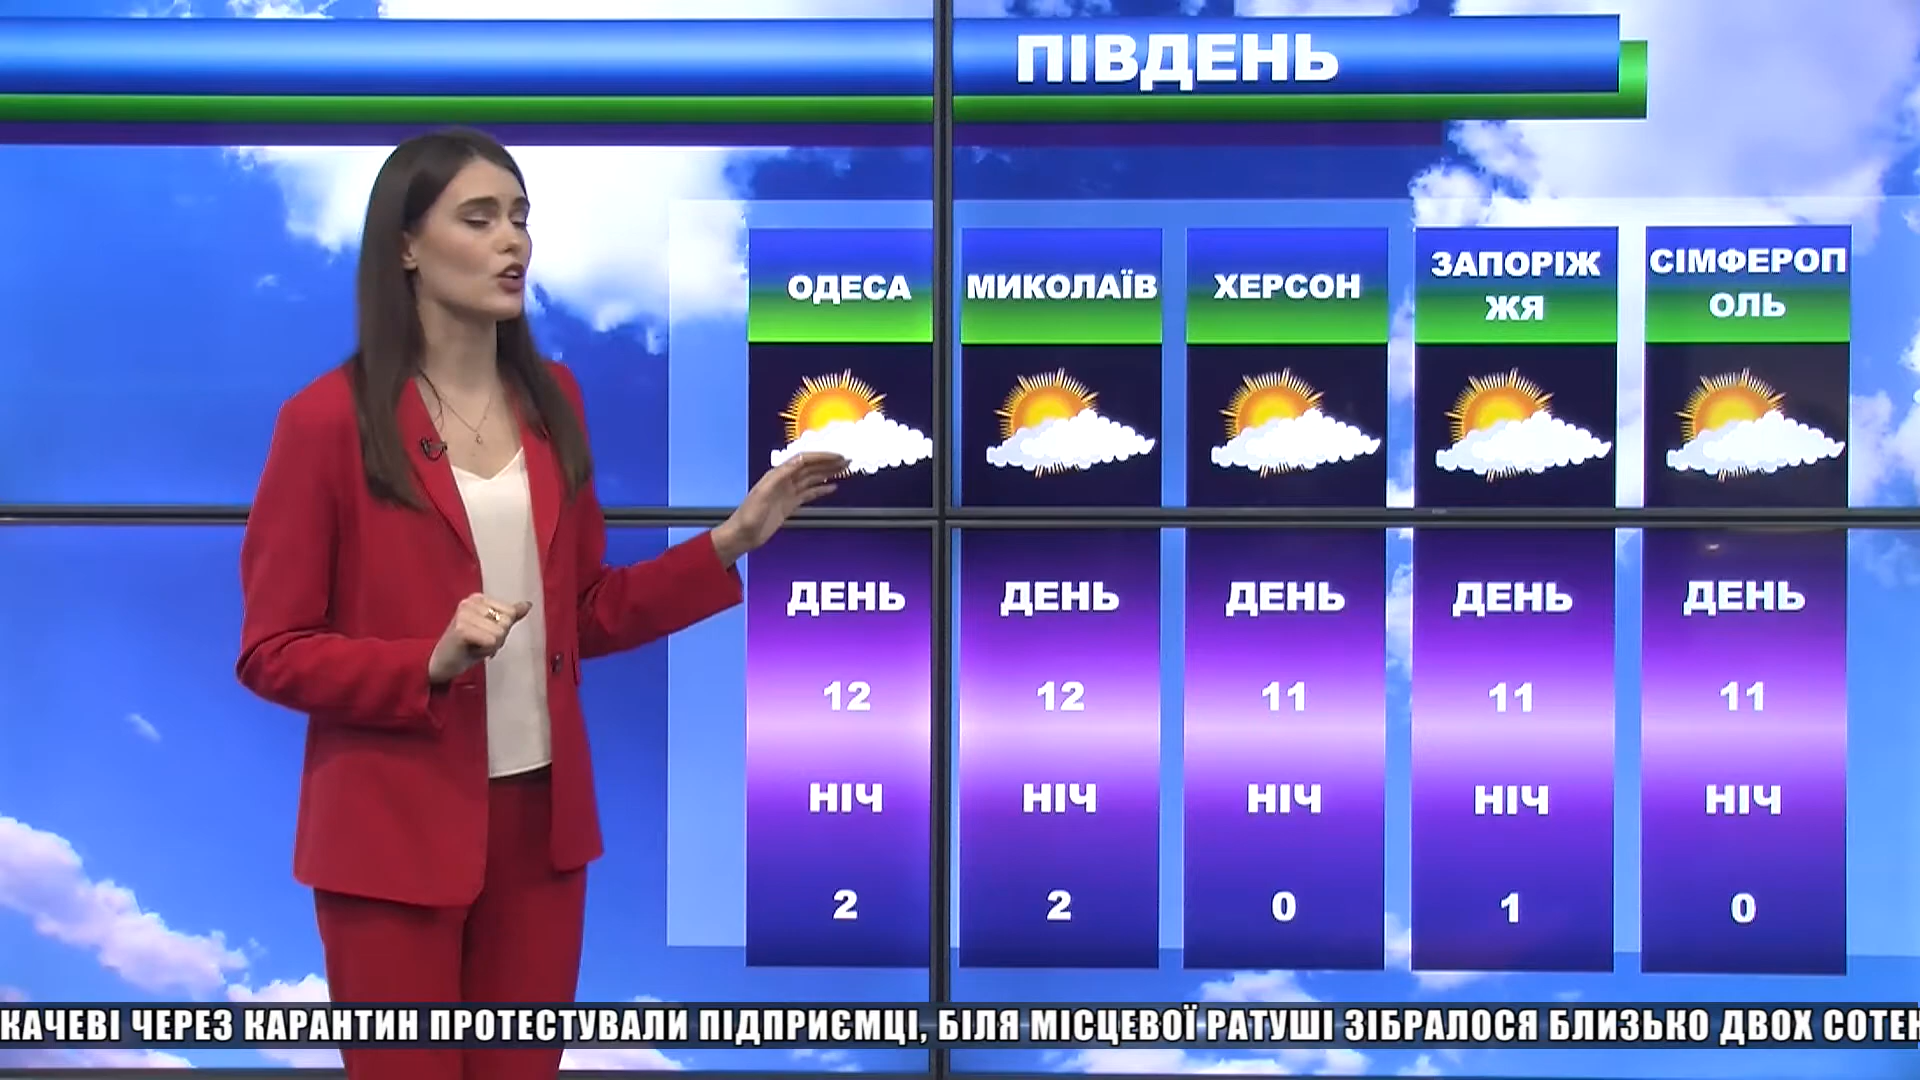 ПІВДЕНЬ
ОДЕСА
ДЕНЬ
12
НІЧ
2
МИКОЛАЇВ
ДЕНЬ
12
НІЧ
2
ХЕРСОН
ДЕНЬ
11
НІЧ
0
ЗАПОРІЖ
ЖЯ
ДЕНЬ
11
НІЧ
1
СІМФЕРОП
ОЛЬ
ДЕНЬ
11
НІЧ
0
КАЧЕВІ ЧЕРЕЗ КАРАНТИН ПРОТЕСТУВАЛИ ПІДПРИЄМЦІ, БІЛЯ МІСЦЕВОЇ РАТУШІ ЗІБРАЛОСЯ БЛИЗЬКО ДВОХ СОТЕН